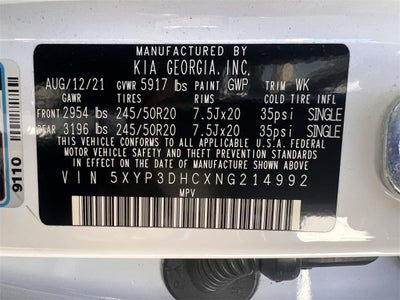 MANUFACTURED BY
KIA GEORGIA, INC.
AUG/12/21 GVWR 5917 lbs PAINT GWP TRIM WK
GAWR TIRES RIMS COLD TIRE INFL
FRONT 2954 lbs 245/50R20 7.5Jx20 35psi SINGLE
REAR 3196 lbs 245/50R20 7.5Jx20 35psi SINGLE
THIS VEHICLE CONFORMS TO ALL APPLICABLE
FEDERAL MOTOR VEHICLE SAFETY STANDARDS IN
EFFECT ON THE DATE OF MANUFACTURE SHOWN ABOVE
VIN 5XYP3DHCXNG214992
MPV
9110